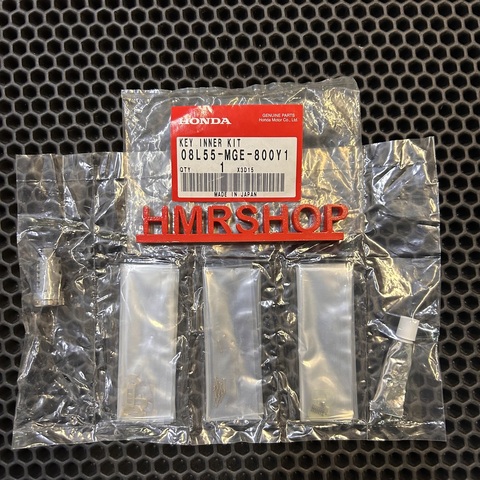 HONDA
GENUINE PARTS
Honda Motor Co., Ltd.
KEY INNER KIT
08L55-MGE-800Y1
QTY 1 X3D15
MADE IN JAPAN
HMRSHOP